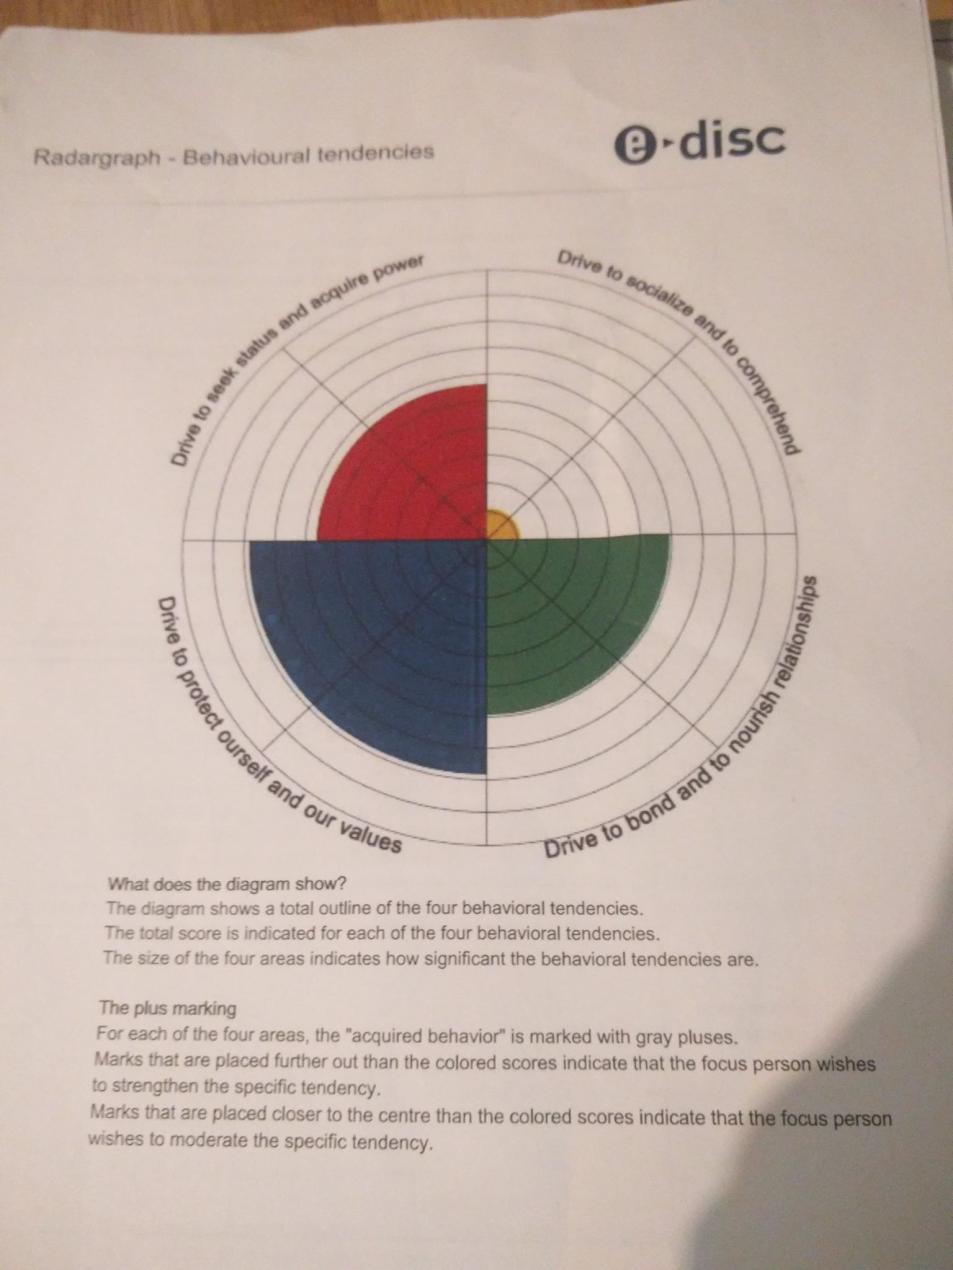 Radargraph - Behavioural tendencies
e-disc
Drive to seek status and acquire power
Drive to socialize and to comprehend
Drive to protect ourself and our values
Drive to bond and to nourish relationships
What does the diagram show?
The diagram shows a total outline of the four behavioral tendencies.
The total score is indicated for each of the four behavioral tendencies.
The size of the four areas indicates how significant the behavioral tendencies are.
The plus marking
For each of the four areas, the "acquired behavior" is marked with gray pluses.
Marks that are placed further out than the colored scores indicate that the focus person wishes
to strengthen the specific tendency.
Marks that are placed closer to the centre than the colored scores indicate that the focus person
wishes to moderate the specific tendency.